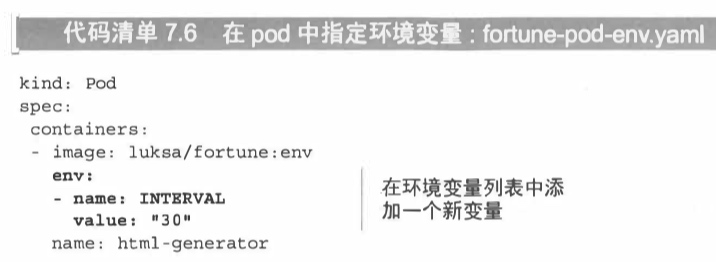 代码清单 7.6 在 pod 中指定环境变量 : fortune-pod-env.yaml
kind: Pod
spec:
 containers:
 - image: luksa/fortune:env
   env:
   - name: INTERVAL
     value: "30"
   name: html-generator
在环境变量列表中添
加一个新变量